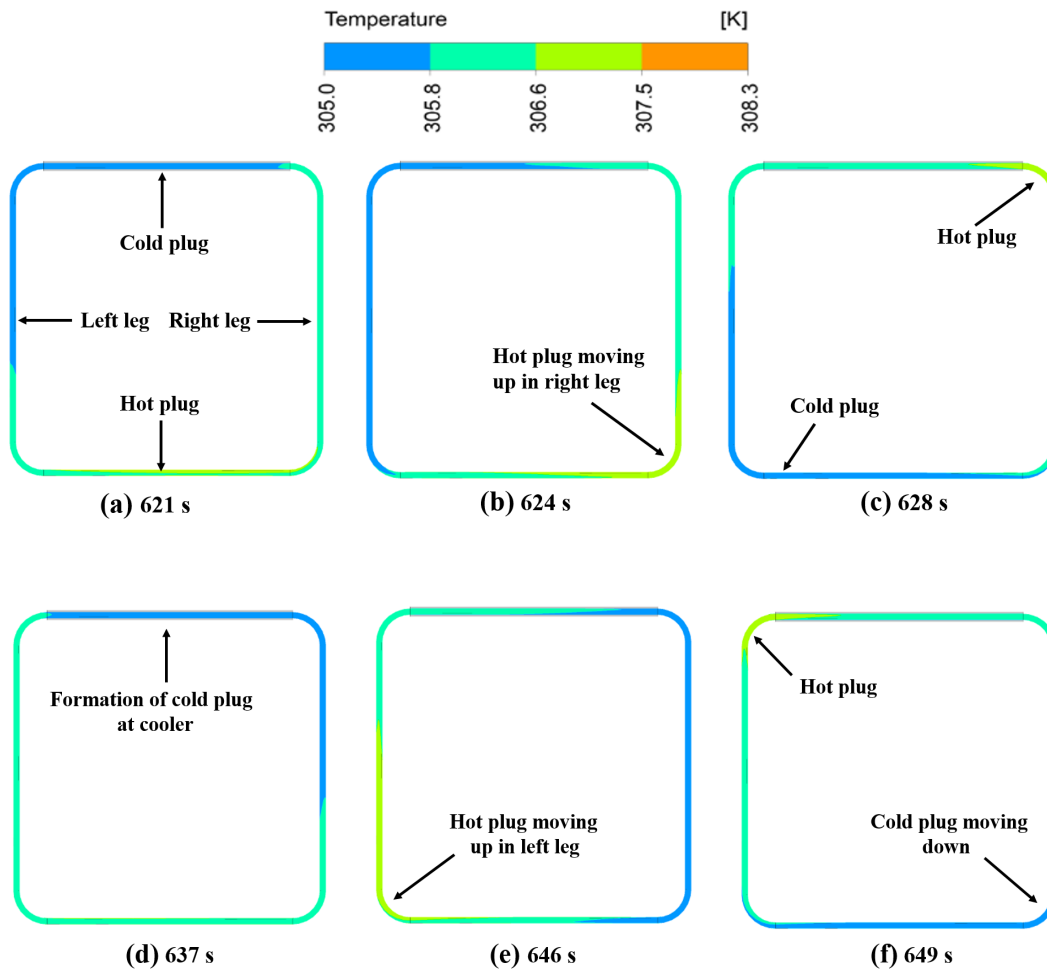 Temperature [K]
305.0 305.8 306.6 307.5 308.3
Cold plug
Left leg Right leg
Hot plug
(a) 621 s
Hot plug moving
up in right leg
(b) 624 s
Hot plug
Cold plug
(c) 628 s
Formation of cold plug
at cooler
(d) 637 s
Hot plug moving
up in left leg
(e) 646 s
Hot plug
Cold plug moving
down
(f) 649 s